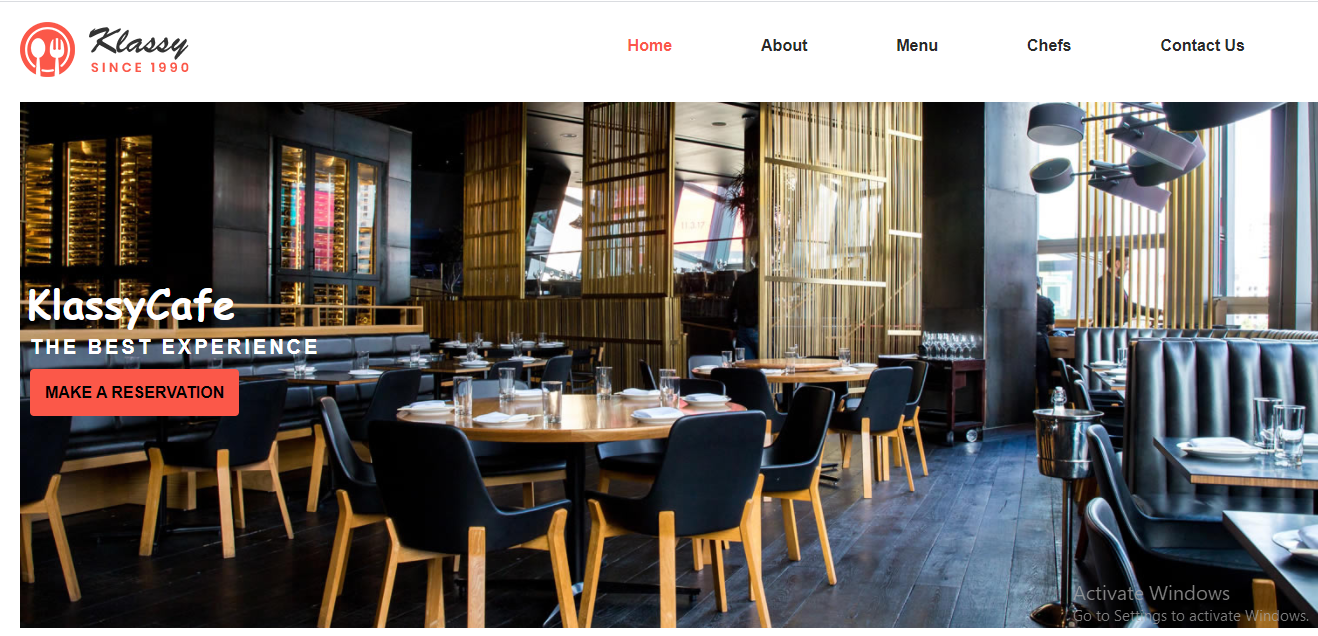 Klassy
SINCE 1990
Home
About
Menu
Chefs
Contact Us
KlassyCafe
THE BEST EXPERIENCE
MAKE A RESERVATION
Activate Windows
Go to Settings to activate Windows.